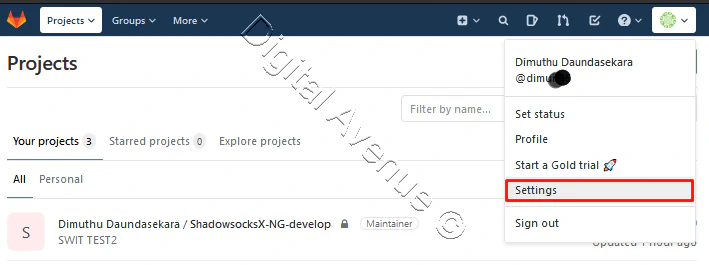 Projects Groups More
Projects
Dimuthu Daundasekara
Filter by name...
Set status
Profile
Your projects 3 Starred projects 0 Explore projects
Start a Gold trial
All Personal
Settings
S
Dimuthu Daundasekara / ShadowsocksX-NG-develop Maintainer
SWIT TEST2
Sign out
Updated 1 hour ago
Digital Avenue ©